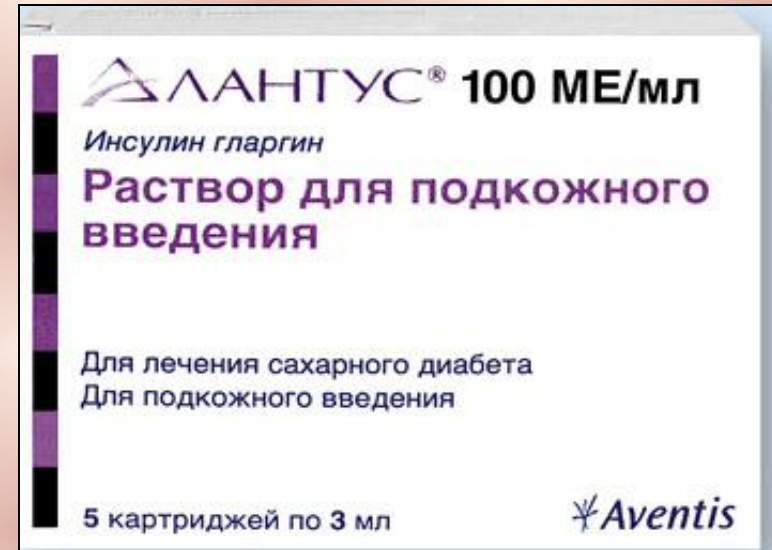 ЛАНТУС® 100 МЕ/мл
Инсулин гларгин
Раствор для подкожного
введения
Для лечения сахарного диабета
Для подкожного введения
5 картриджей по 3 мл
Aventis